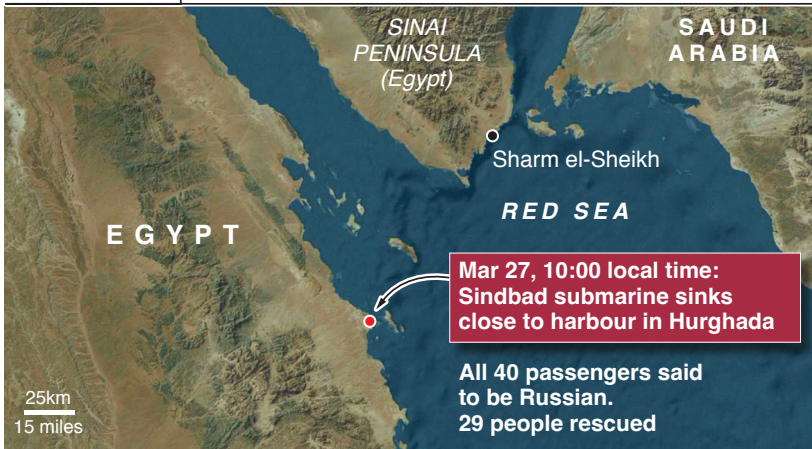 SINAI
PENINSULA
(Egypt)
SAUDI
ARABIA
Sharm el-Sheikh
RED SEA
EGYPT
Mar 27, 10:00 local time:
Sindbad submarine sinks
close to harbour in Hurghada
All 40 passengers said
to be Russian.
29 people rescued
25km
15 miles